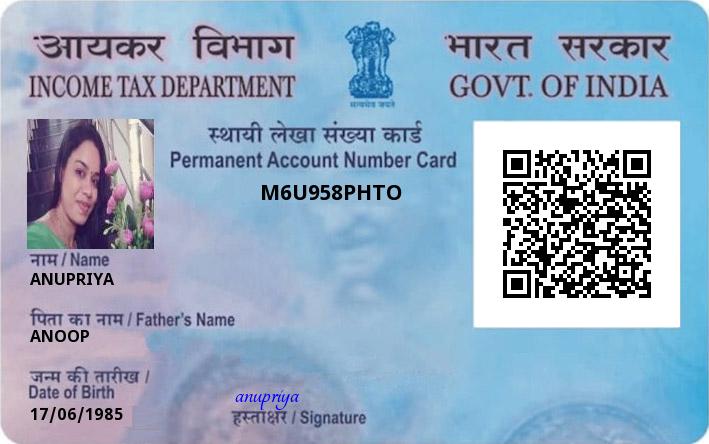 आयकर विभाग
INCOME TAX DEPARTMENT
सत्यमेव जयते
भारत सरकार
GOVT. OF INDIA
स्थायी लेखा संख्या कार्ड
Permanent Account Number Card
M6U958PHTO
नाम / Name
ANUPRIYA
पिता का नाम / Father's Name
ANOOP
जन्म की तारीख /
Date of Birth
17/06/1985
anupriya
हस्ताक्षर / Signature